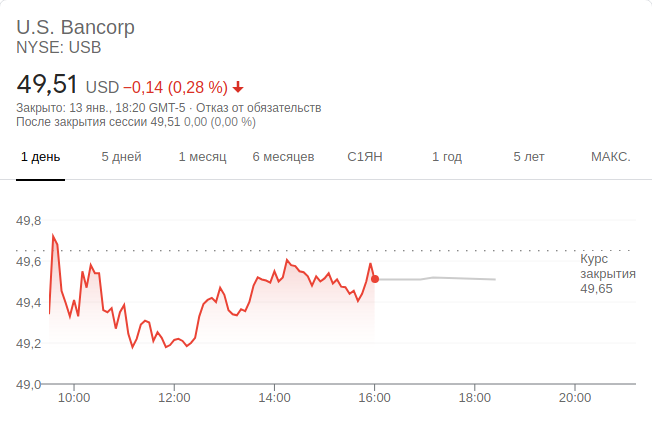 U.S. Bancorp
NYSE: USB
49,51 USD −0,14 (0,28 %)
Закрыто: 13 янв., 18:20 GMT-5 · Отказ от обязательств
После закрытия сессии 49,51 0,00 (0,00 %)
1 день 5 дней 1 месяц 6 месяцев С1ЯН 1 год 5 лет МАКС.
49,8
49,6
49,4
49,2
49,0
Курс
закрытия
49,65
10:00 12:00 14:00 16:00 18:00 20:00